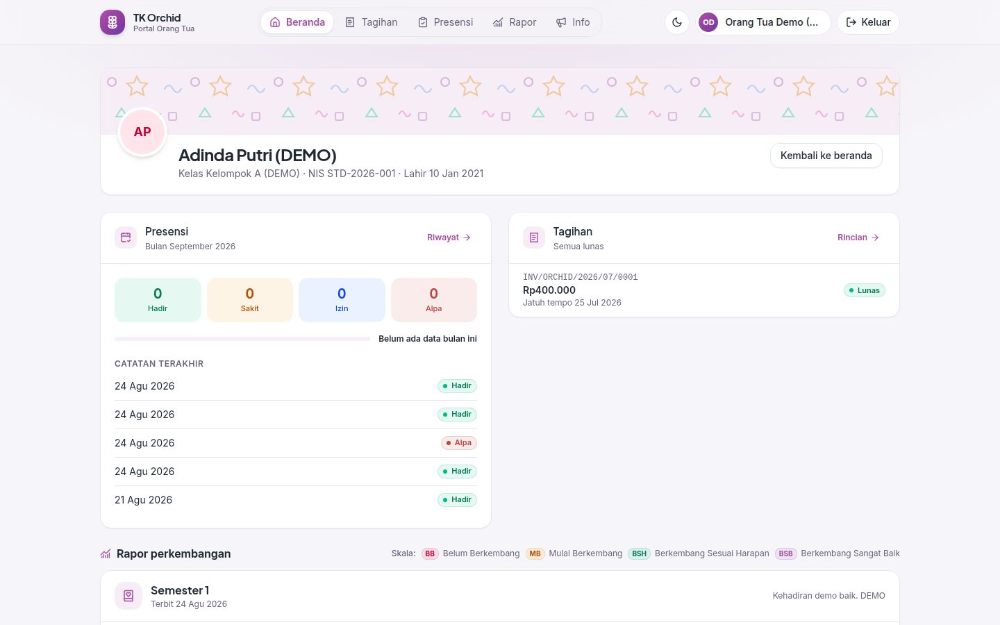 TK Orchid
Portal Orang Tua
Beranda
Tagihan
Presensi
Rapor
Info
OD
Orang Tua Demo (...
Keluar
AP
Adinda Putri (DEMO)
Kelas Kelompok A (DEMO) · NIS STD-2026-001 · Lahir 10 Jan 2021
Kembali ke beranda
Presensi
Bulan September 2026
Riwayat →
0
Hadir
0
Sakit
0
Izin
0
Alpa
Belum ada data bulan ini
CATATAN TERAKHIR
24 Agu 2026 Hadir
24 Agu 2026 Hadir
24 Agu 2026 Alpa
24 Agu 2026 Hadir
21 Agu 2026 Hadir
Tagihan
Semua lunas
Rincian →
INV/ORCHID/2026/07/0001
Rp400.000
Jatuh tempo 25 Jul 2026
Lunas
Rapor perkembangan
Skala: BB Belum Berkembang MB Mulai Berkembang BSH Berkembang Sesuai Harapan BSB Berkembang Sangat Baik
Semester 1
Terbit 24 Agu 2026
Kehadiran demo baik. DEMO